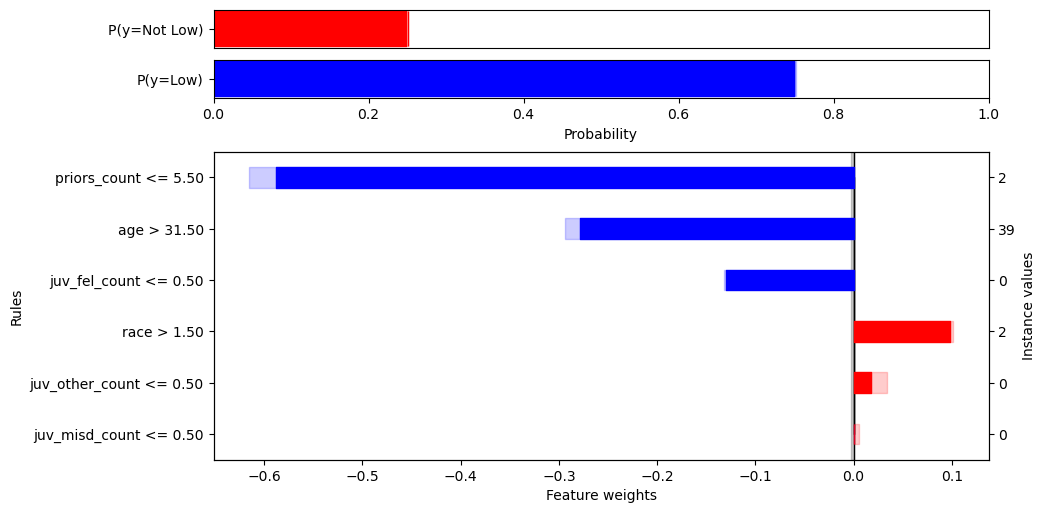 P(y=Not Low)
P(y=Low)
0.0 0.2 0.4 0.6 0.8 1.0
Probability
priors_count <= 5.50 2
age > 31.50 39
juv_fel_count <= 0.50 0
race > 1.50 2
juv_other_count <= 0.50 0
juv_misd_count <= 0.50 0
Rules
Instance values
−0.6 −0.5 −0.4 −0.3 −0.2 −0.1 0.0 0.1
Feature weights